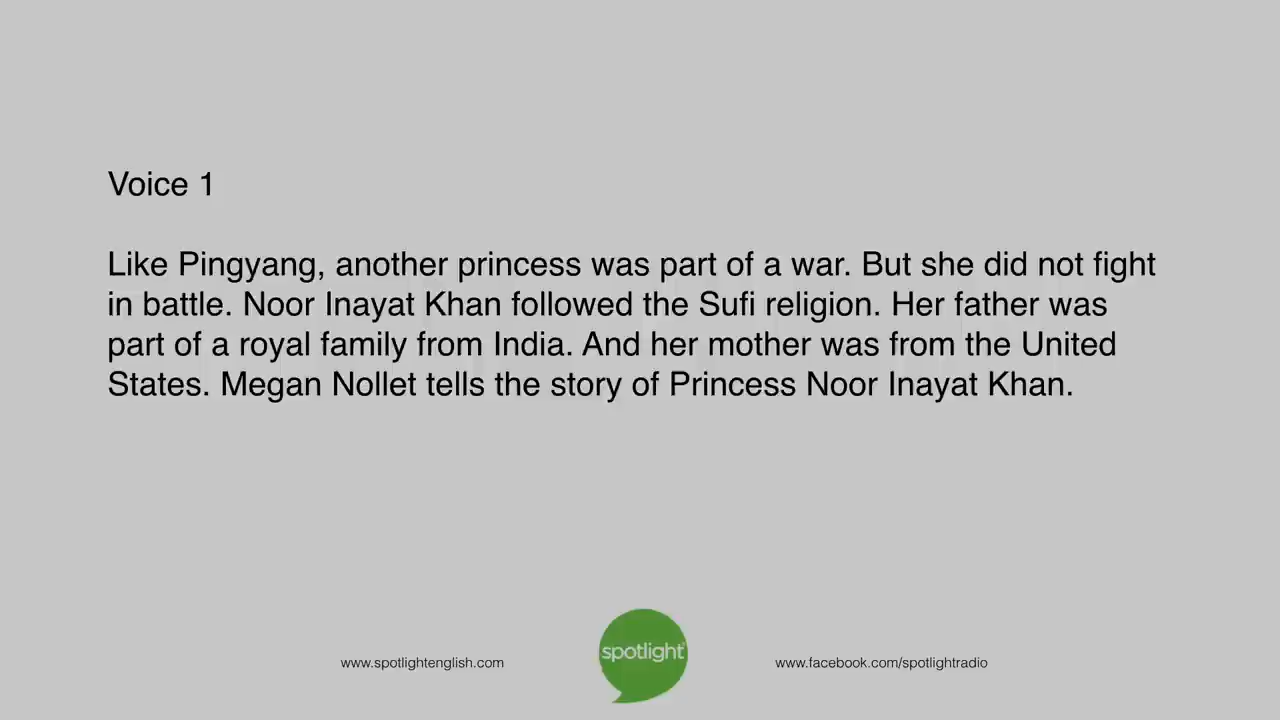 Voice 1
Like Pingyang, another princess was part of a war. But she did not fight
in battle. Noor Inayat Khan followed the Sufi religion. Her father was
part of a royal family from India. And her mother was from the United
States. Megan Nollet tells the story of Princess Noor Inayat Khan.
www.spotlightenglish.com
spotlight
www.facebook.com/spotlightradio